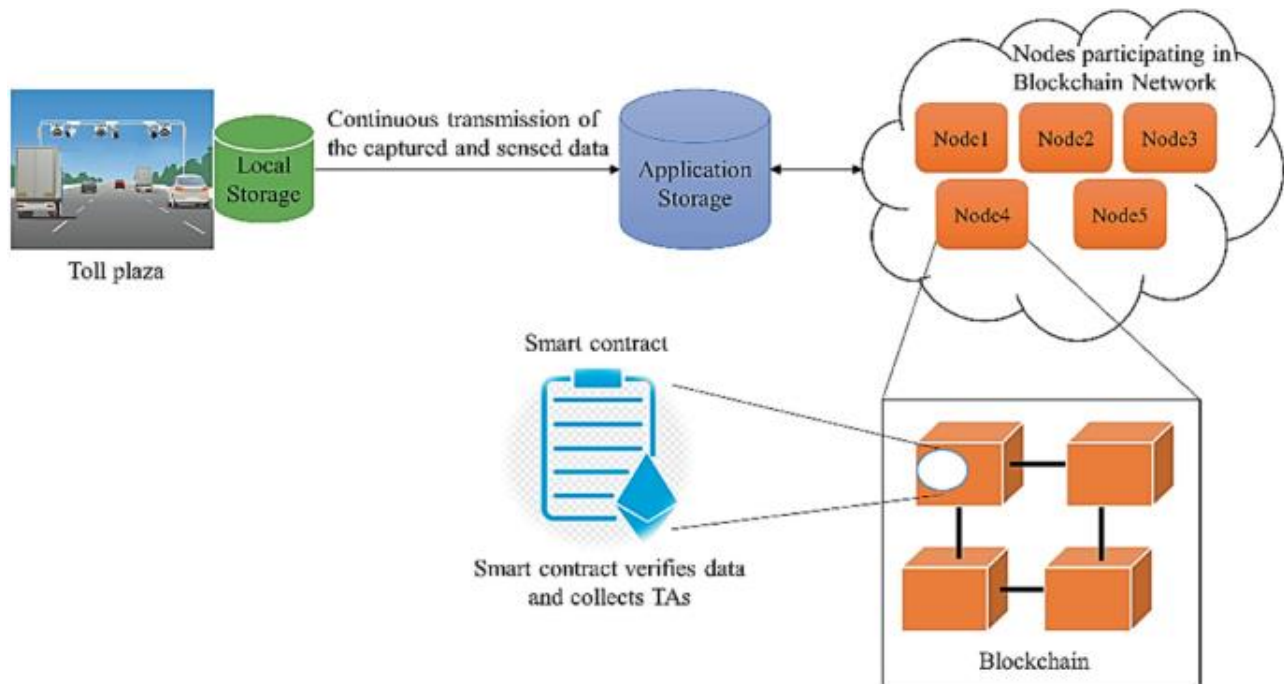 Nodes participating in
Blockchain Network
Node1
Node2
Node3
Node4
Node5
Continuous transmission of
the captured and sensed data
Local
Storage
Application
Storage
Toll plaza
Smart contract
Smart contract verifies data
and collects TAs
Blockchain